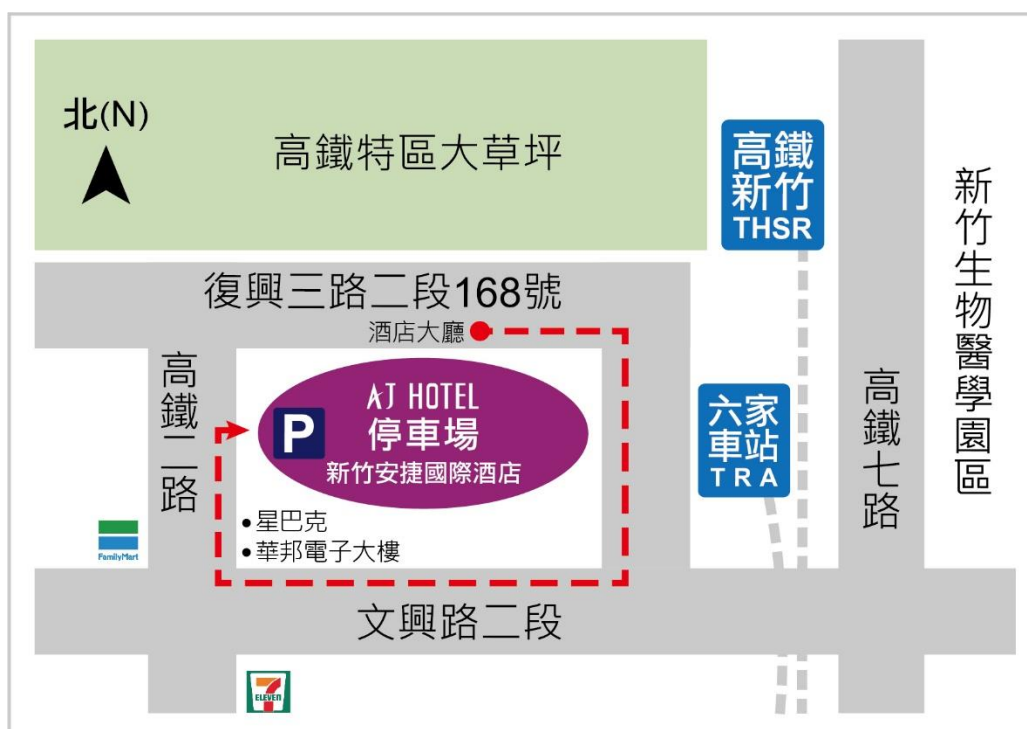 北(N)
高鐵特區大草坪
高鐵
新竹
THSR
新竹生物醫學園區
復興三路二段168號
酒店大廳
高鐵二路
P
AJ HOTEL
停車場
新竹安捷國際酒店
六家
車站
TRA
高鐵七路
•星巴克
•華邦電子大樓
FamilyMart
文興路二段
7
ELEVEN